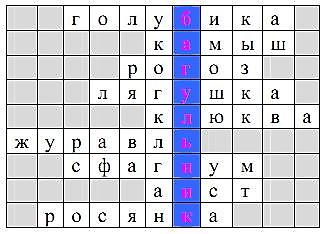 голубика
камыш
рогоз
лягушка
клюква
журавль
сфагнум
аист
росянка